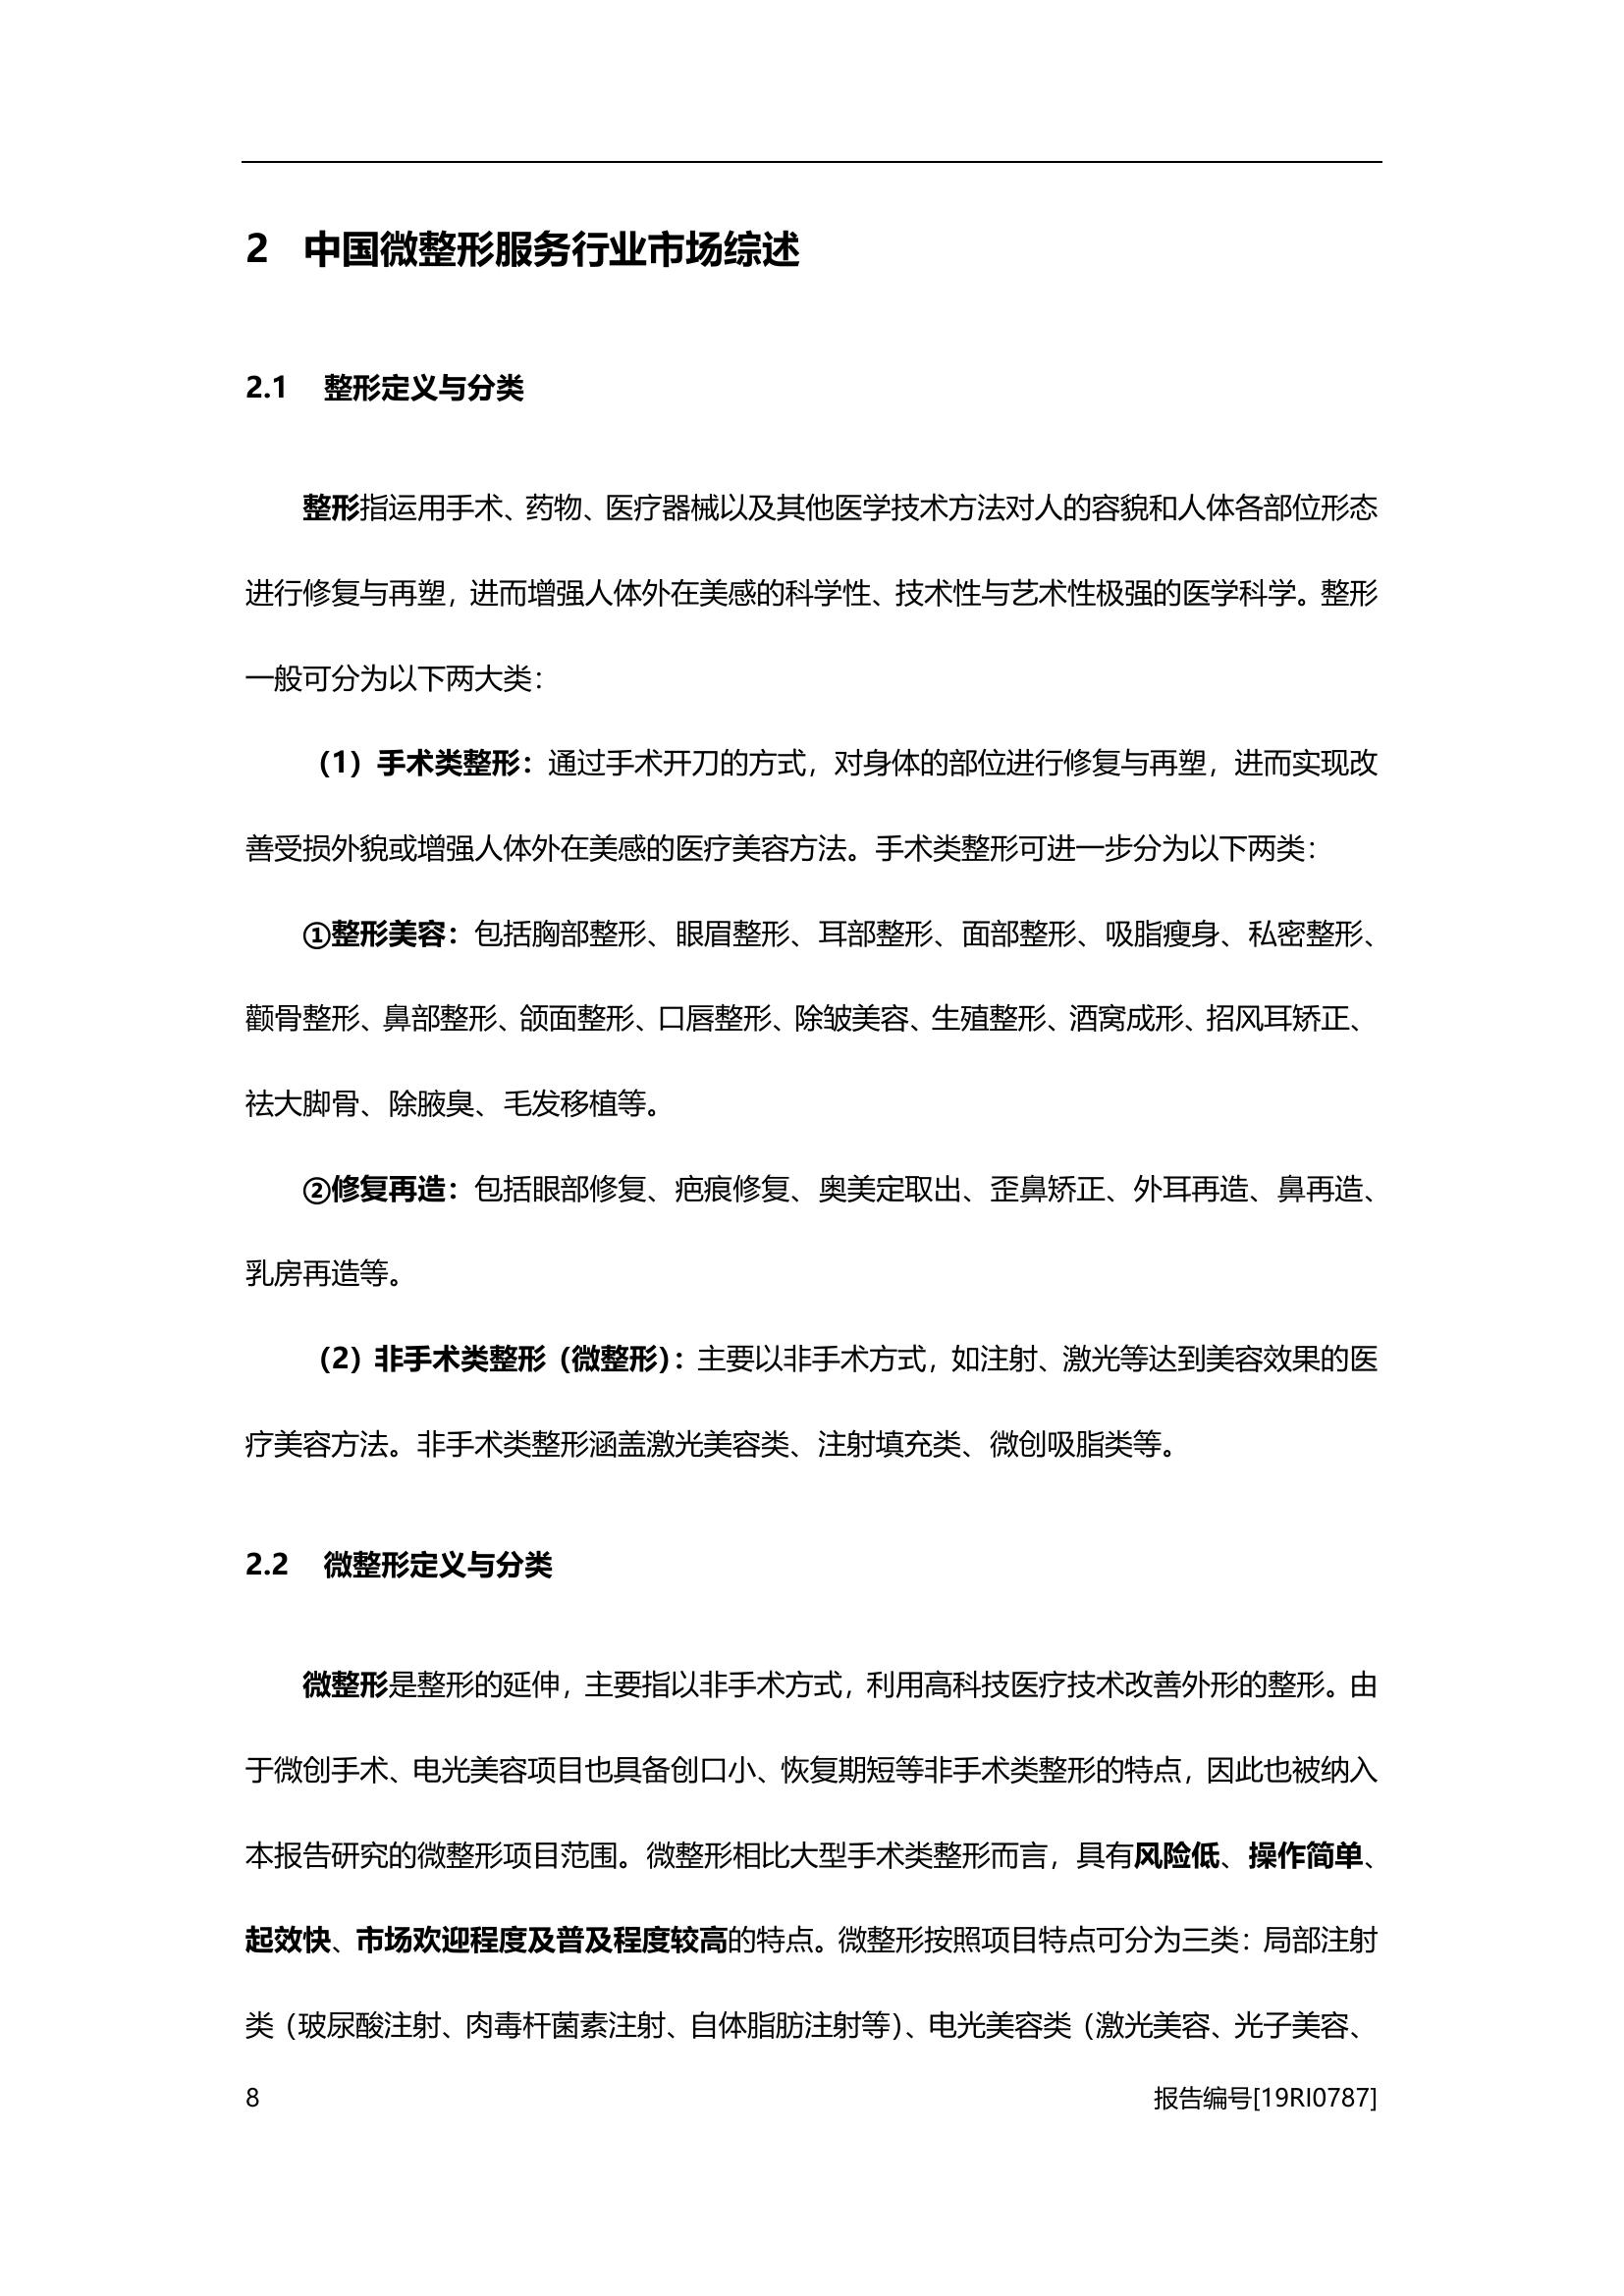 2 中国微整形服务行业市场综述
2.1 整形定义与分类
整形指运用手术、药物、医疗器械以及其他医学技术方法对人的容貌和人体各部位形态
进行修复与再塑，进而增强人体外在美感的科学性、技术性与艺术性极强的医学科学。整形
一般可分为以下两大类：
（1）手术类整形：通过手术开刀的方式，对身体的部位进行修复与再塑，进而实现改
善受损外貌或增强人体外在美感的医疗美容方法。手术类整形可进一步分为以下两类：
①整形美容：包括胸部整形、眼眉整形、耳部整形、面部整形、吸脂瘦身、私密整形、
颧骨整形、鼻部整形、颌面整形、口唇整形、除皱美容、生殖整形、酒窝成形、招风耳矫正、
祛大脚骨、除腋臭、毛发移植等。
②修复再造：包括眼部修复、疤痕修复、奥美定取出、歪鼻矫正、外耳再造、鼻再造、
乳房再造等。
（2）非手术类整形（微整形）：主要以非手术方式，如注射、激光等达到美容效果的医
疗美容方法。非手术类整形涵盖激光美容类、注射填充类、微创吸脂类等。
2.2 微整形定义与分类
微整形是整形的延伸，主要指以非手术方式，利用高科技医疗技术改善外形的整形。由
于微创手术、电光美容项目也具备创口小、恢复期短等非手术类整形的特点，因此也被纳入
本报告研究的微整形项目范围。微整形相比大型手术类整形而言，具有风险低、操作简单、
起效快、市场欢迎程度及普及程度较高的特点。微整形按照项目特点可分为三类：局部注射
类（玻尿酸注射、肉毒杆菌素注射、自体脂肪注射等）、电光美容类（激光美容、光子美容、
8 报告编号[19RI0787]